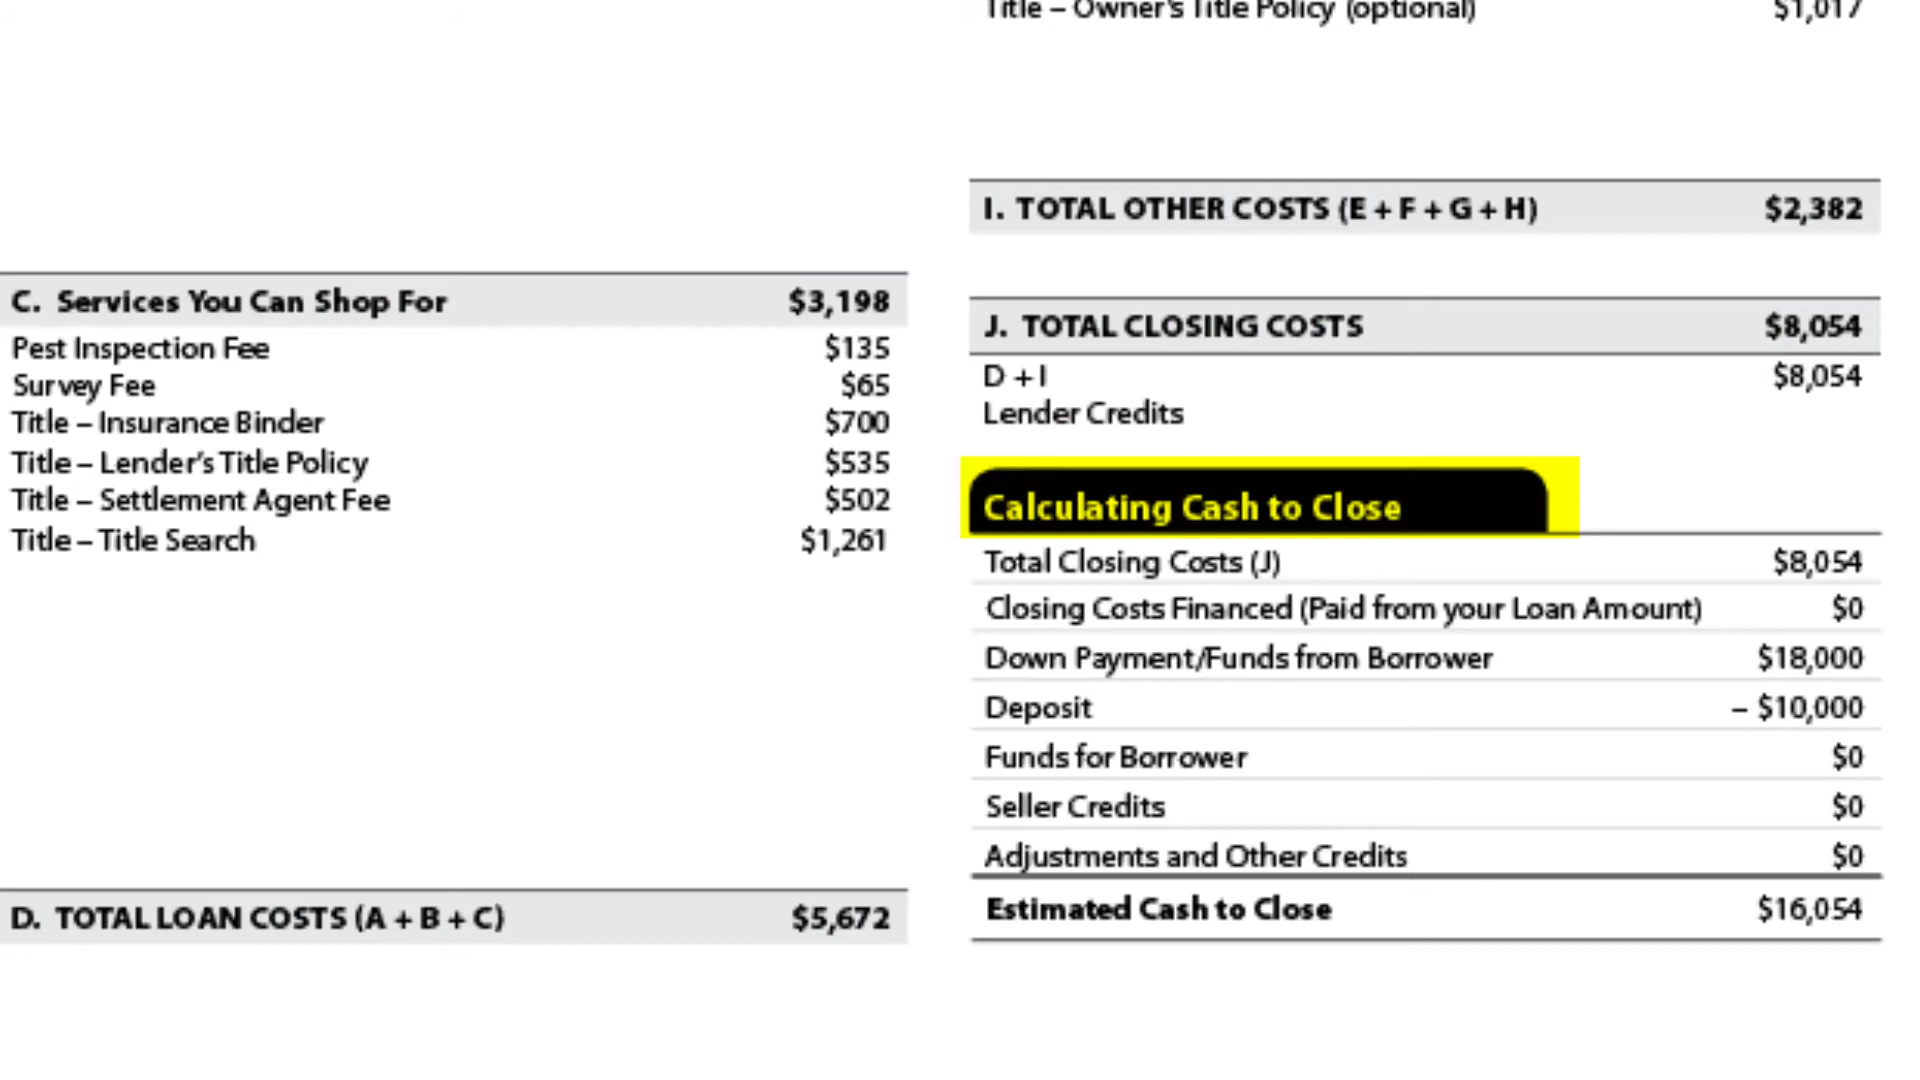 Title – Owner's Title Policy (optional) $1,017
I. TOTAL OTHER COSTS (E + F + G + H) $2,382
C. Services You Can Shop For $3,198
Pest Inspection Fee $135
Survey Fee $65
Title – Insurance Binder $700
Title – Lender's Title Policy $535
Title – Settlement Agent Fee $502
Title – Title Search $1,261
D. TOTAL LOAN COSTS (A + B + C) $5,672
J. TOTAL CLOSING COSTS $8,054
D + I $8,054
Lender Credits
Calculating Cash to Close
Total Closing Costs (J) $8,054
Closing Costs Financed (Paid from your Loan Amount) $0
Down Payment/Funds from Borrower $18,000
Deposit – $10,000
Funds for Borrower $0
Seller Credits $0
Adjustments and Other Credits $0
Estimated Cash to Close $16,054